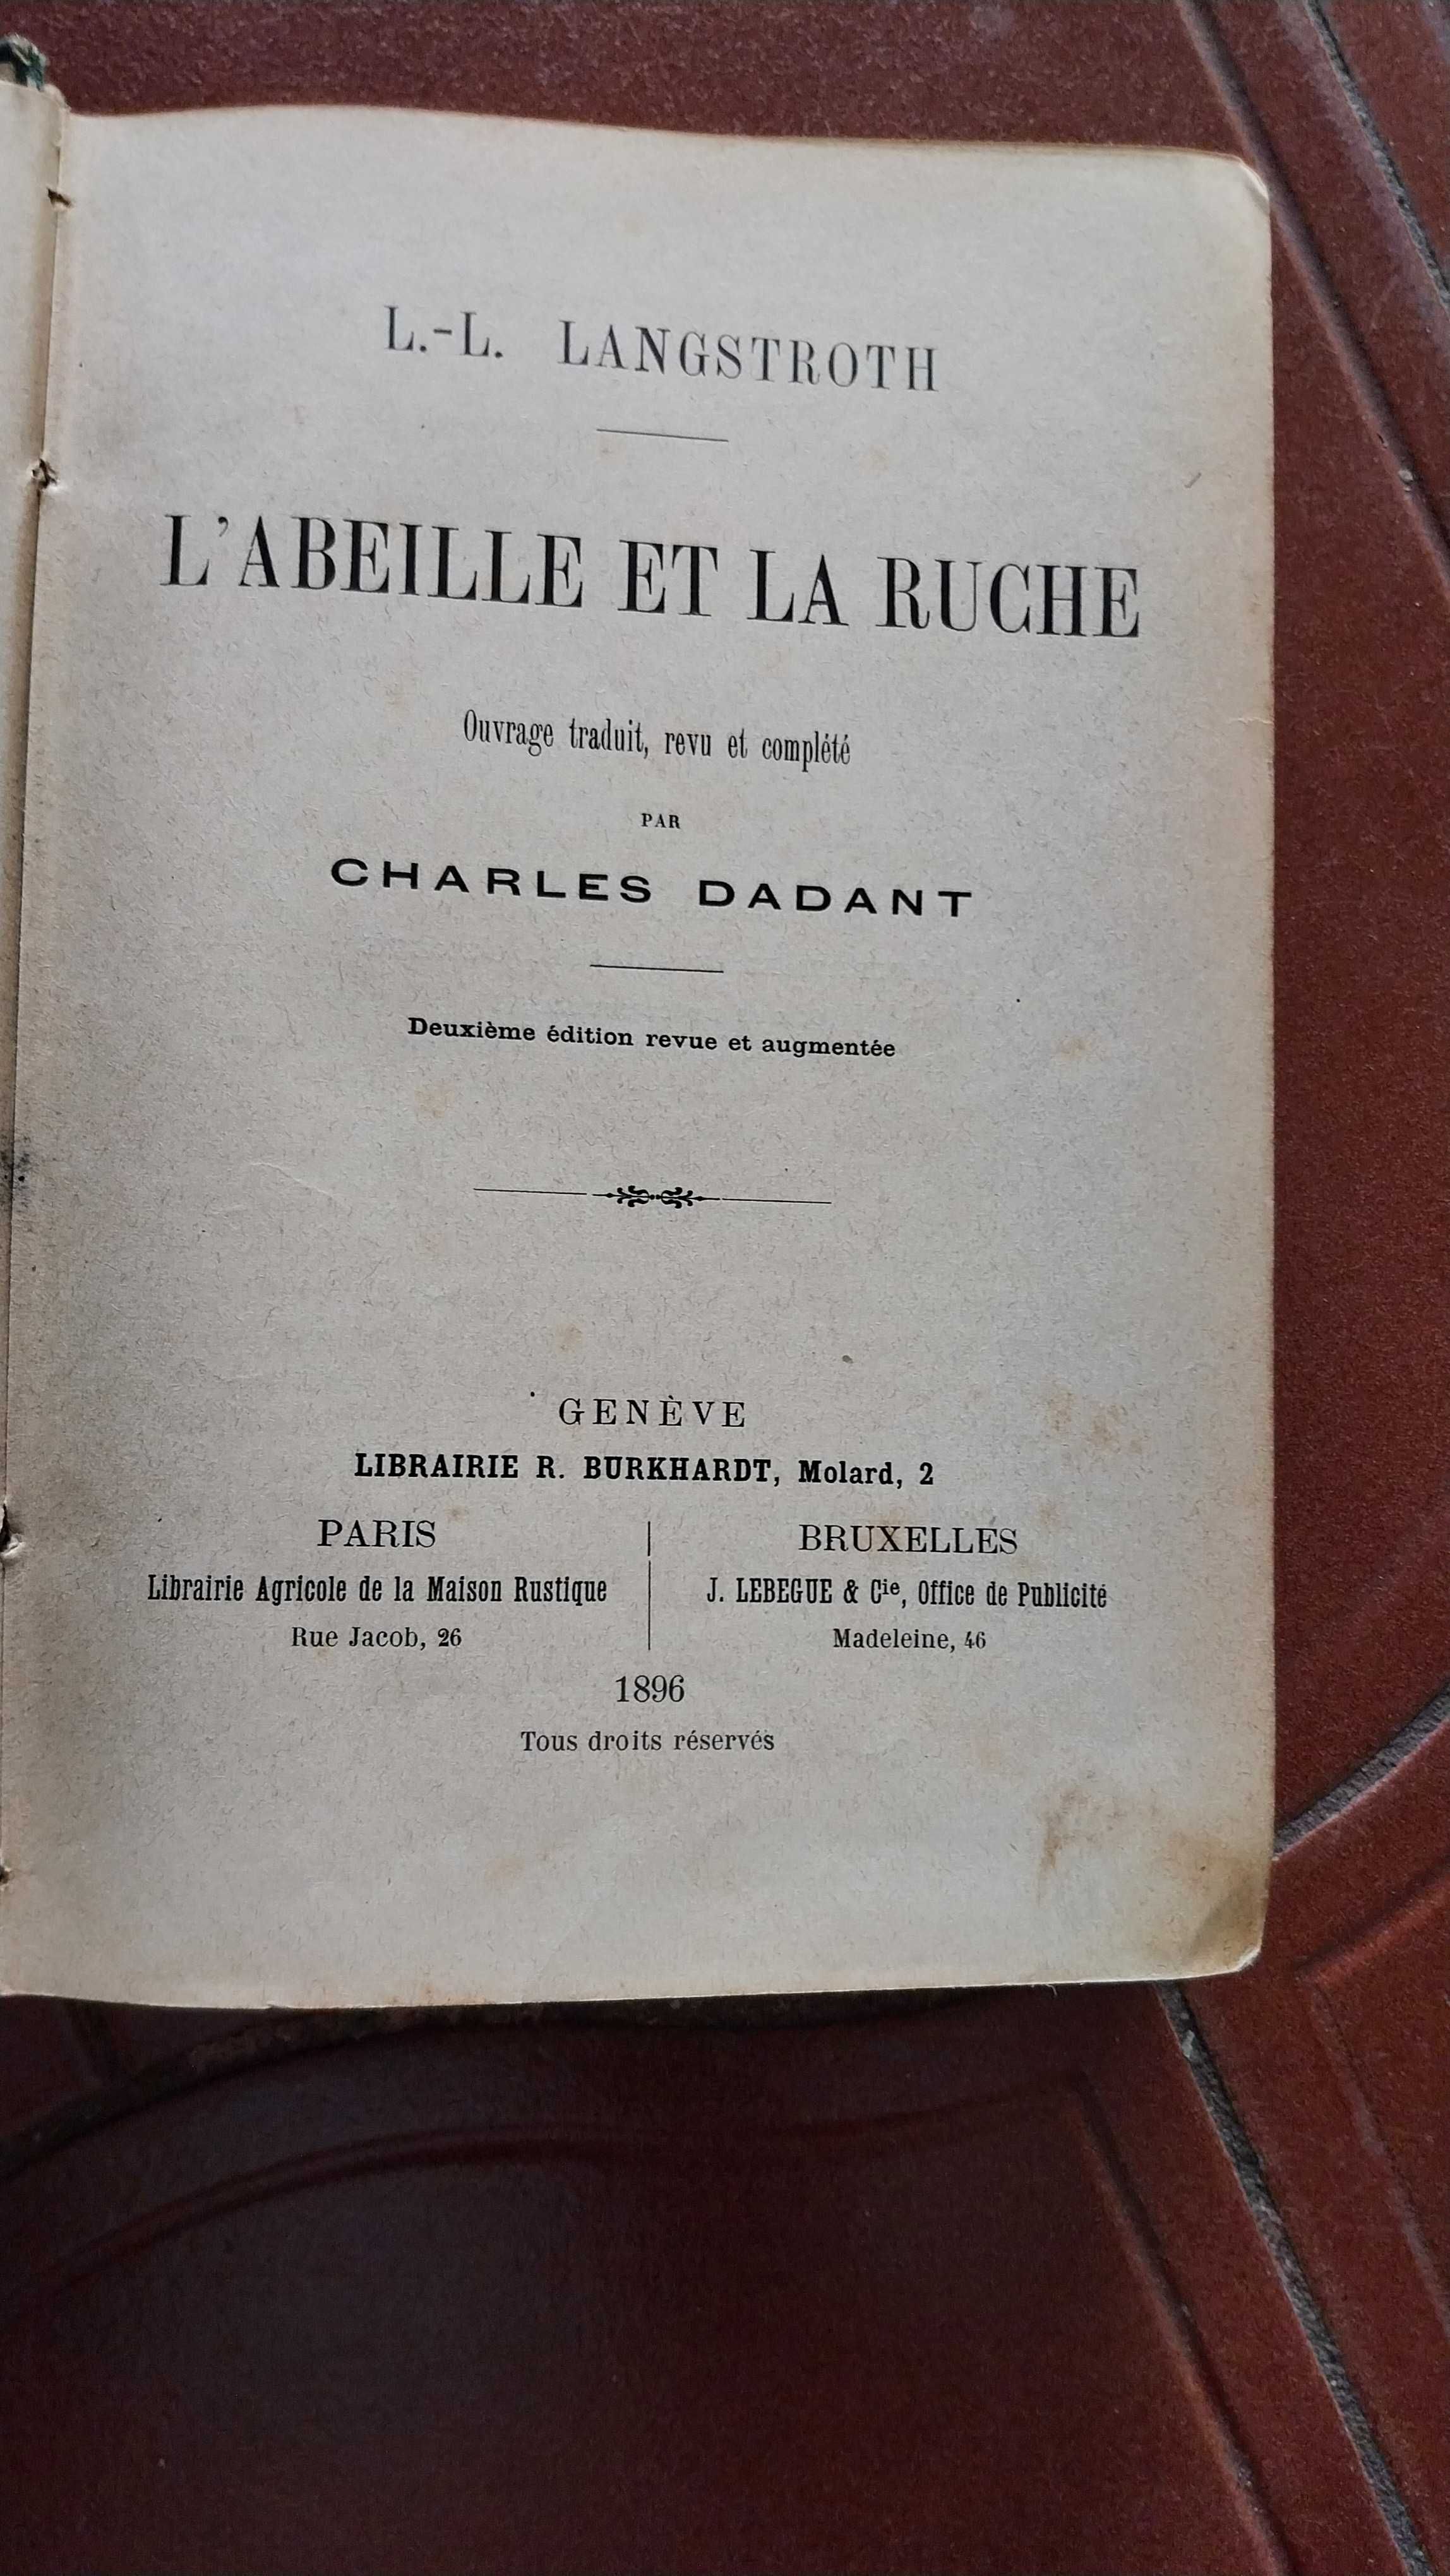 L.-L. LANGSTROTH
L'ABEILLE ET LA RUCHE
Ouvrage traduit, revu et complété
PAR
CHARLES DADANT
Deuxième édition revue et augmentée
GENÈVE
LIBRAIRIE R. BURKHARDT, Molard, 2
PARIS
Librairie Agricole de la Maison Rustique
Rue Jacob, 26
BRUXELLES
J. LEBEGUE & Cie, Office de Publicité
Madeleine, 46
1896
Tous droits réservés